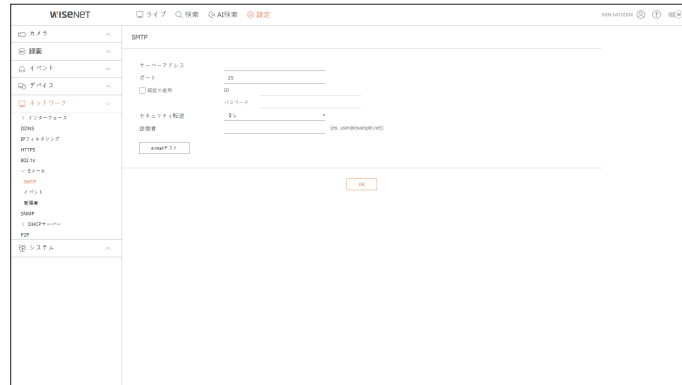 WISENET
ライブ 検索 AI検索 設定
XRN-6410DB4
カメラ
録画
イベント
デバイス
ネットワーク
インターフェース
DDNS
IPフィルタリング
HTTPS
802.1x
Eメール
SMTP
イベント
受信者
SNMP
DHCPサーバー
P2P
システム
SMTP
サーバーアドレス
ポート 25
認証の使用 ID
パスワード
セキュリティ転送 なし
送信者 (ex. user@example.net)
e-mailテスト
OK